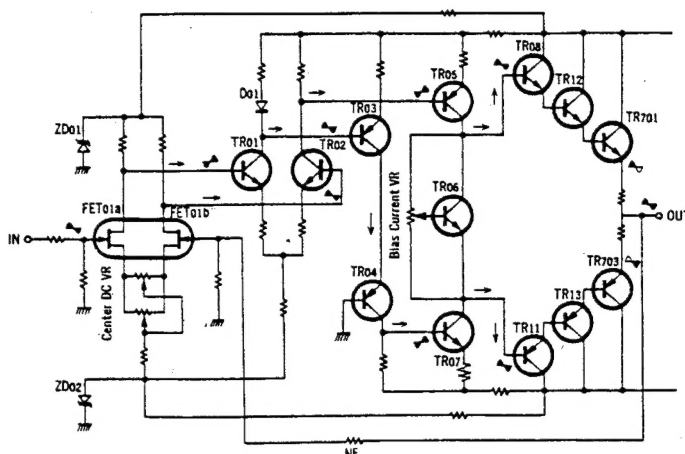 TR08
TR05
TR12
D01
TR03
TR701
ZD01
TR01
TR02
TR06
Bias Current VR
FET01a
FET01b
IN
OUT
TR703
TR04
TR13
Center DC VR
TR11
TR07
ZD02
NF